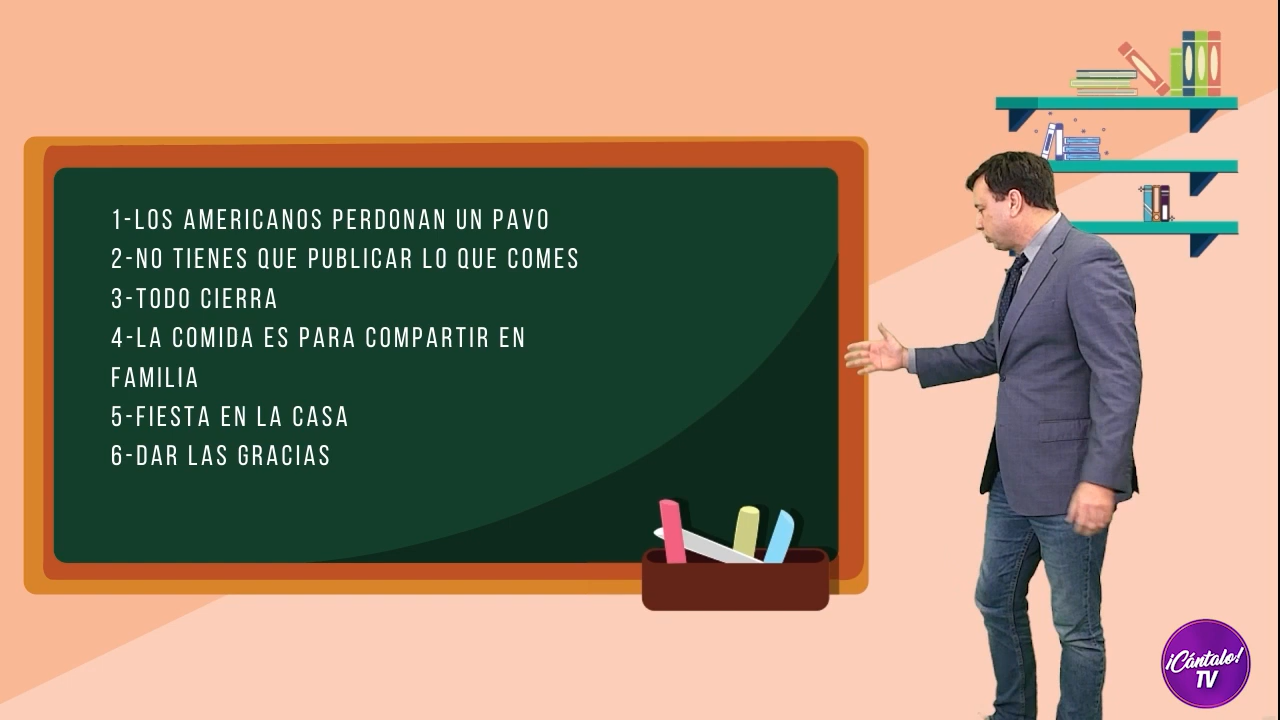 1-LOS AMERICANOS PERDONAN UN PAVO
2-NO TIENES QUE PUBLICAR LO QUE COMES
3-TODO CIERRA
4-LA COMIDA ES PARA COMPARTIR EN
FAMILIA
5-FIESTA EN LA CASA
6-DAR LAS GRACIAS
¡Cántalo!
TV